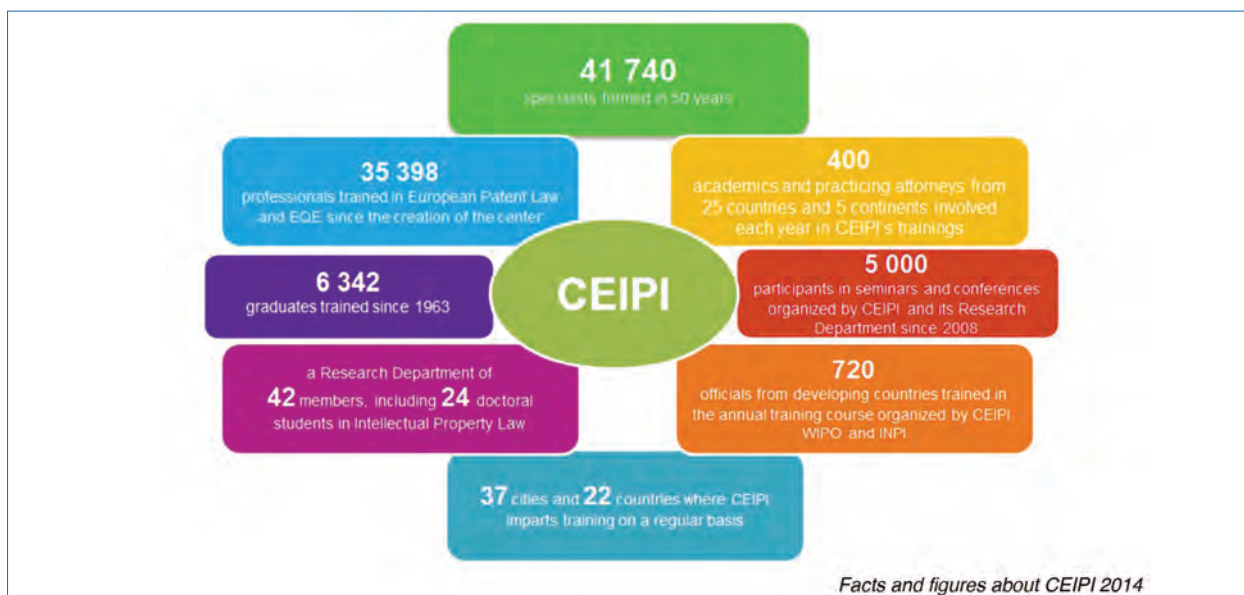 41 740
specialists formed in 50 years
35 398
professionals trained in European Patent Law
and EQE since the creation of the center
400
academics and practicing attorneys from
25 countries and 5 continents involved
each year in CEIPI's trainings
CEIPI
6 342
graduates trained since 1963
5 000
participants in seminars and conferences
organized by CEIPI and its Research
Department since 2008
a Research Department of
42 members, including 24 doctoral
students in Intellectual Property Law
720
officials from developing countries trained in
the annual training course organized by CEIPI,
WIPO and INPI
37 cities and 22 countries where CEIPI
imparts training on a regular basis
Facts and figures about CEIPI 2014